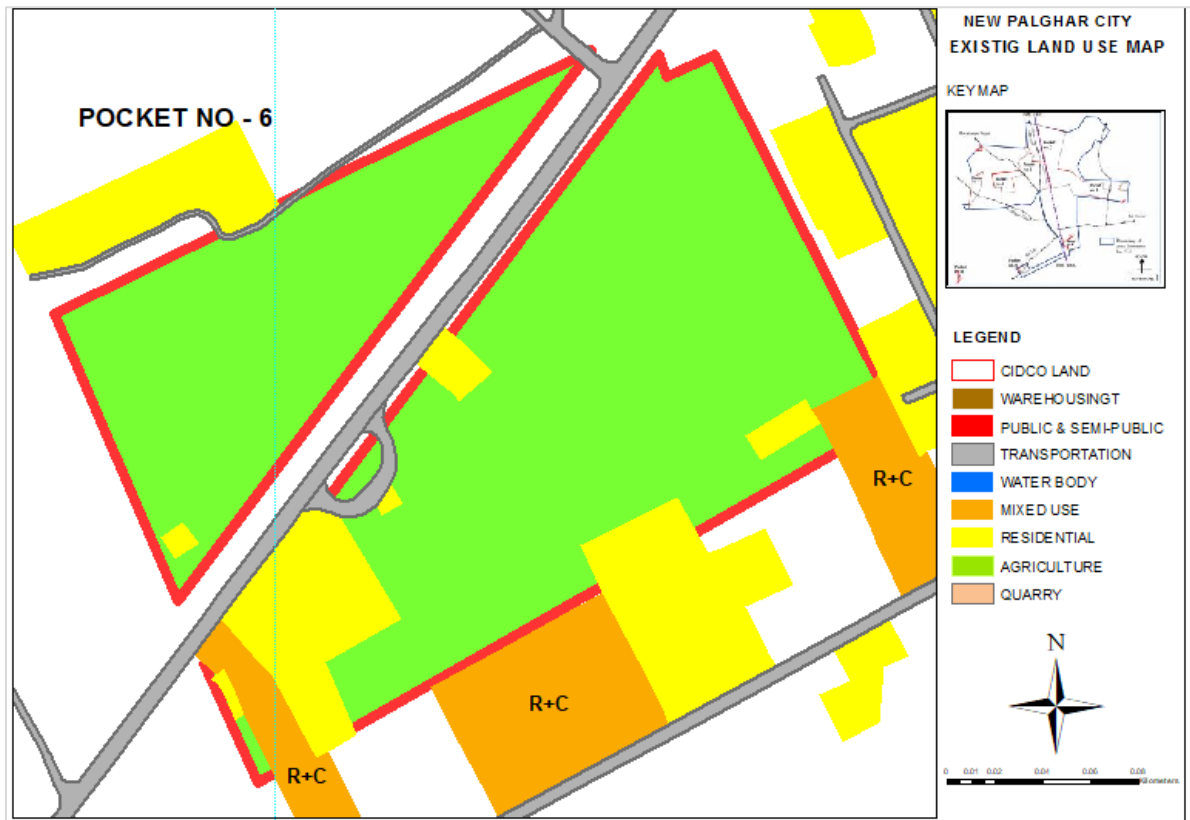 NEW PALGHAR CITY
EXISTIG LAND USE MAP
KEY MAP
POCKET NO - 6
LEGEND
CIDCO LAND
WAREHOUSINGT
PUBLIC & SEMI-PUBLIC
TRANSPORTATION
WATER BODY
MIXED USE
RESIDENTIAL
AGRICULTURE
QUARRY
R+C
R+C
R+C
N
0 0.01 0.02 0.04 0.06 0.08
Kilometers